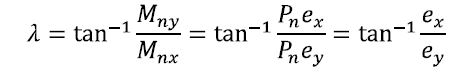 λ = tan⁻¹ M_ny / M_nx = tan⁻¹ P_n e_x / P_n e_y = tan⁻¹ e_x / e_y